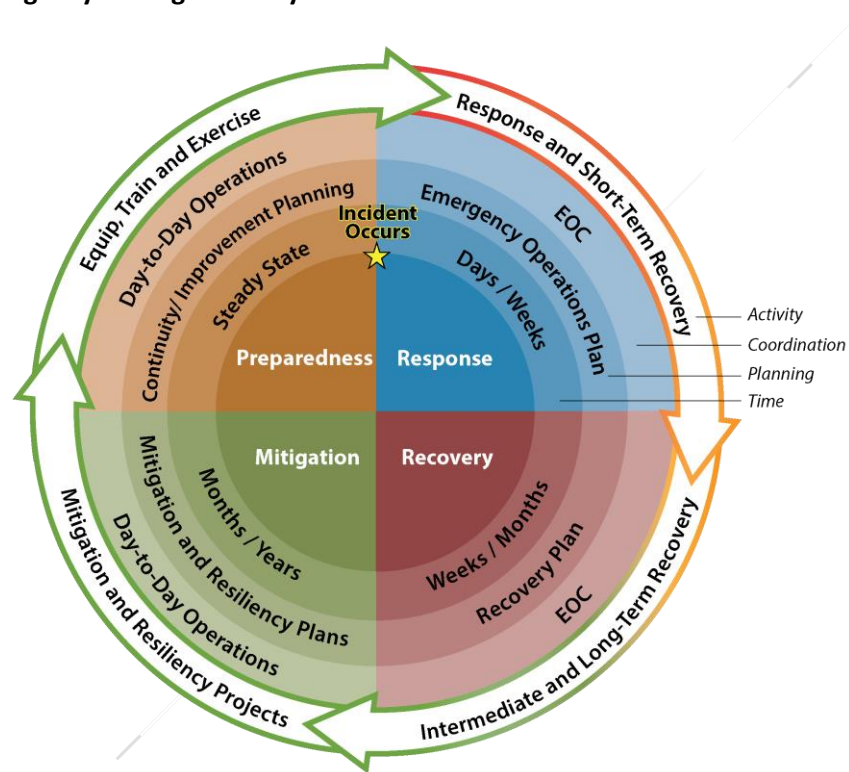 Equip, Train and Exercise
Response and Short-Term Recovery
Day-to-Day Operations
EOC
Continuity/Improvement Planning
Emergency Operations Plan
Incident
Occurs
Steady State
Days / Weeks
Activity
Coordination
Planning
Time
Preparedness
Response
Mitigation
Recovery
Months / Years
Weeks / Months
Mitigation and Resiliency Plans
Recovery Plan
Day-to-Day Operations
EOC
Mitigation and Resiliency Projects
Intermediate and Long-Term Recovery